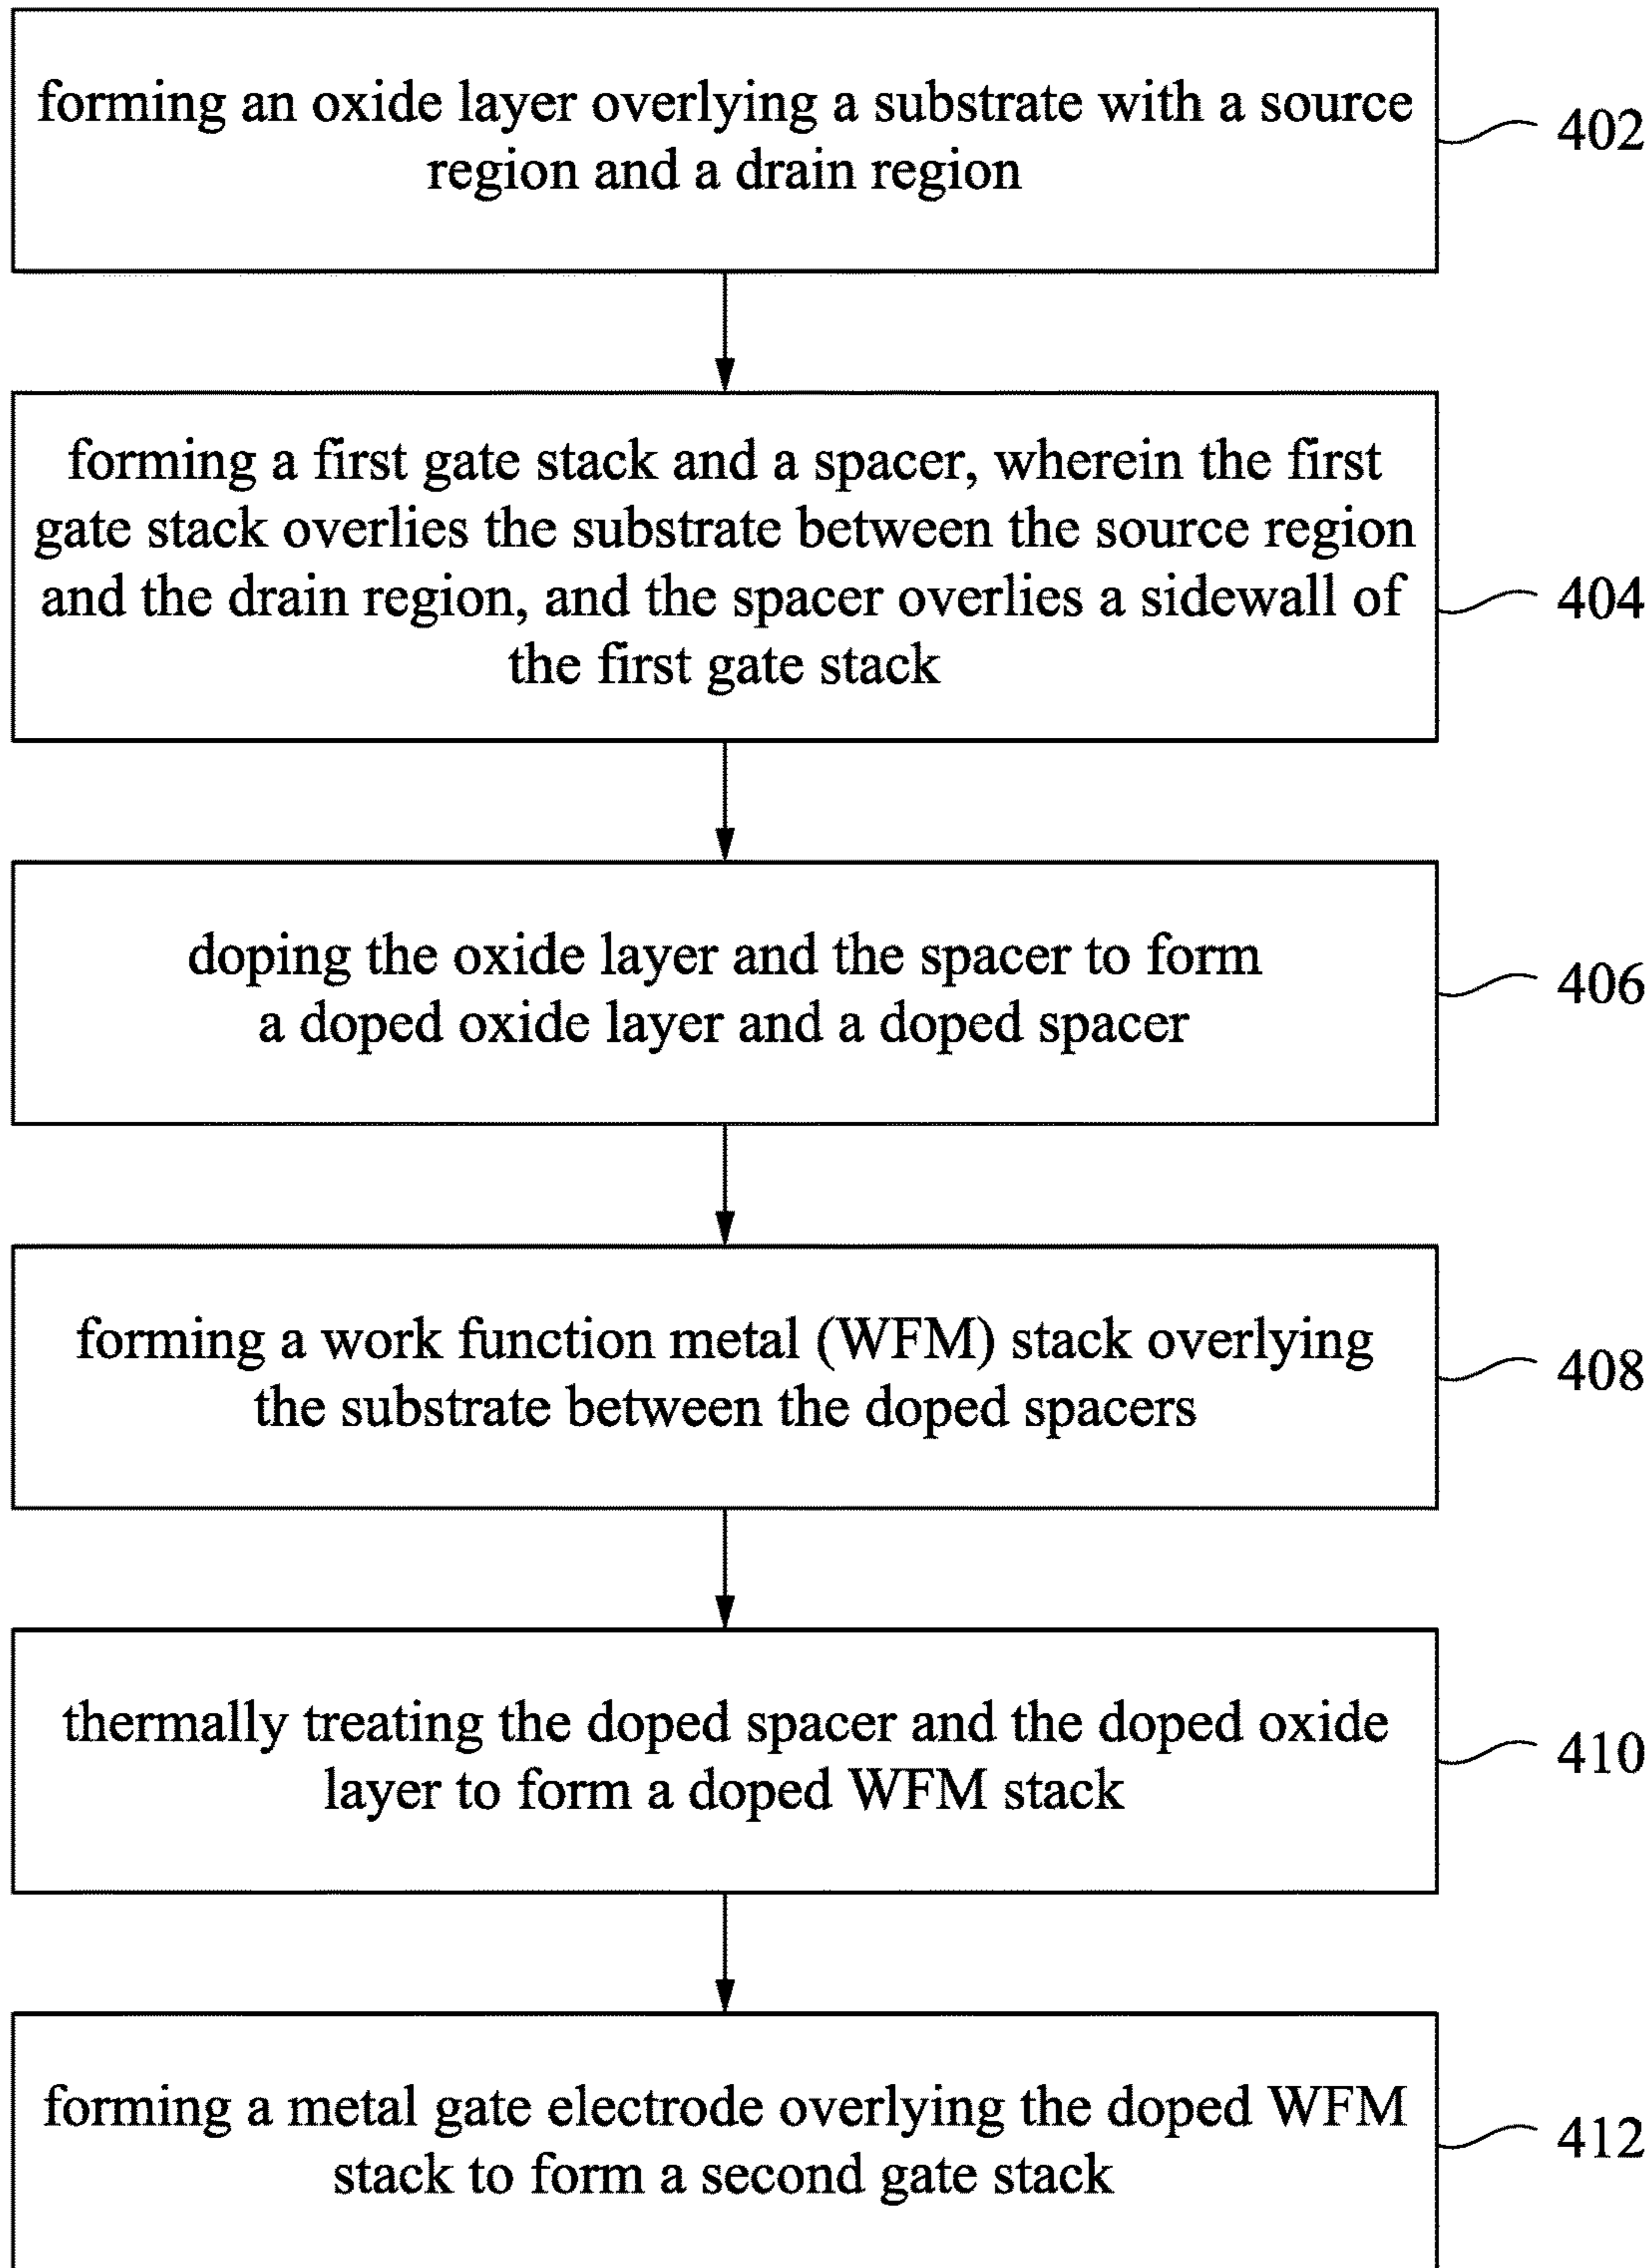 forming an oxide layer overlying a substrate with a source
region and a drain region
402
forming a first gate stack and a spacer, wherein the first
gate stack overlies the substrate between the source region
and the drain region, and the spacer overlies a sidewall of
the first gate stack
404
doping the oxide layer and the spacer to form
a doped oxide layer and a doped spacer
406
forming a work function metal (WFM) stack overlying
the substrate between the doped spacers
408
thermally treating the doped spacer and the doped oxide
layer to form a doped WFM stack
410
forming a metal gate electrode overlying the doped WFM
stack to form a second gate stack
412